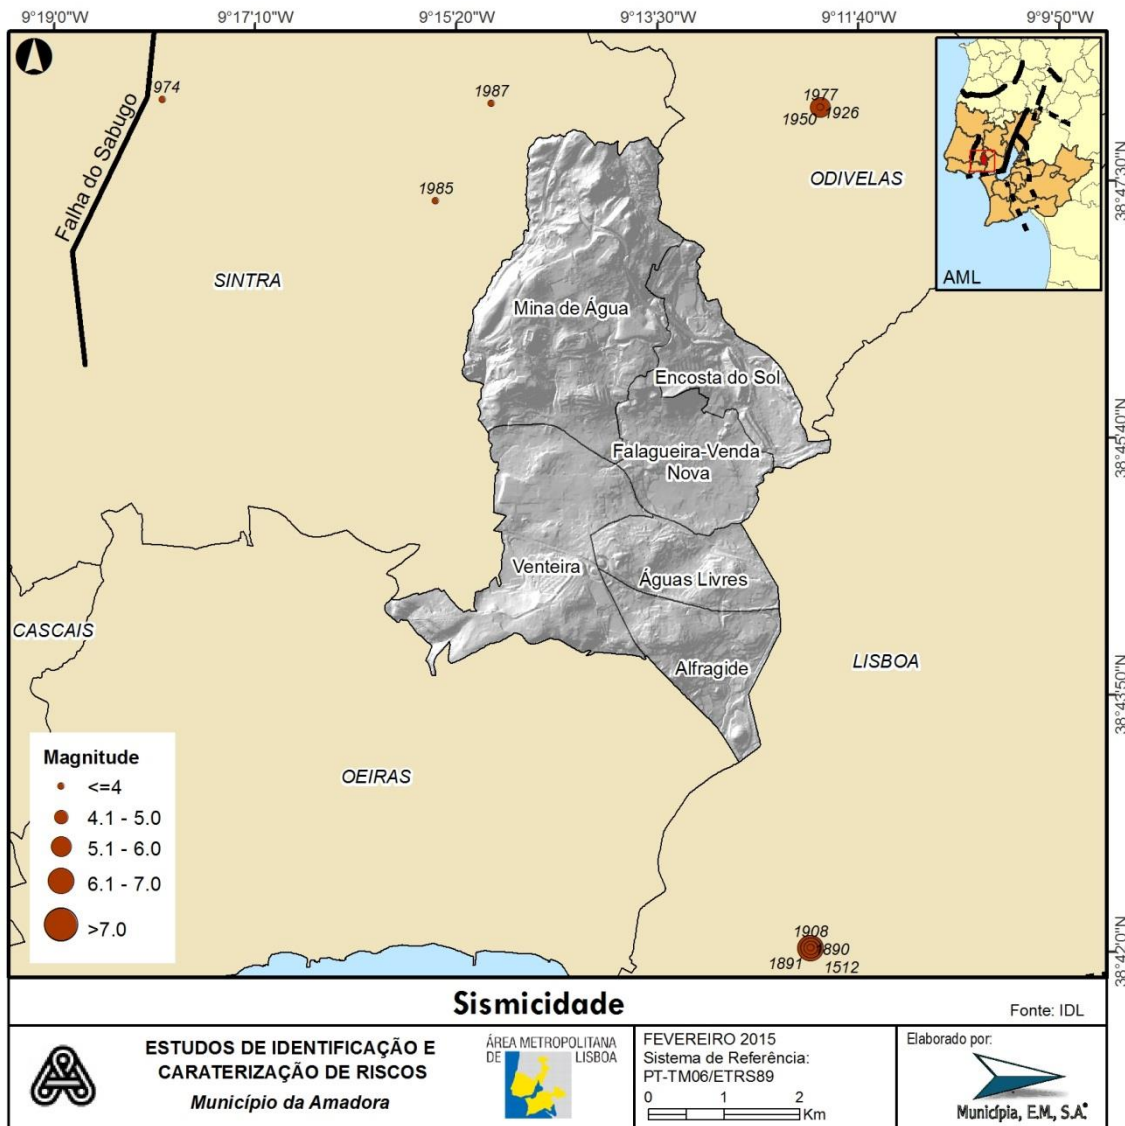 9°19'0"W
9°17'10"W
9°15'20"W
9°13'30"W
9°11'40"W
9°9'50"W
1974
1987
1977
1950
1926
1985
Falha do Sabugo
ODIVELAS
AML
38°47'30"N
SINTRA
Mina de Água
Encosta do Sol
38°45'40"N
Falagueira-Venda
Nova
Venteira
Águas Livres
CASCAIS
LISBOA
Alfragide
38°43'50"N
OEIRAS
Magnitude
<=4
4.1 - 5.0
5.1 - 6.0
6.1 - 7.0
>7.0
1908
1890
1891
1512
38°42'0"N
Sismicidade
Fonte: IDL
ESTUDOS DE IDENTIFICAÇÃO E
CARATERIZAÇÃO DE RISCOS
Município da Amadora
ÁREA METROPOLITANA
DE LISBOA
FEVEREIRO 2015
Sistema de Referência:
PT-TM06/ETRS89
0 1 2
Km
Elaborado por:
Município, E.M., S.A.